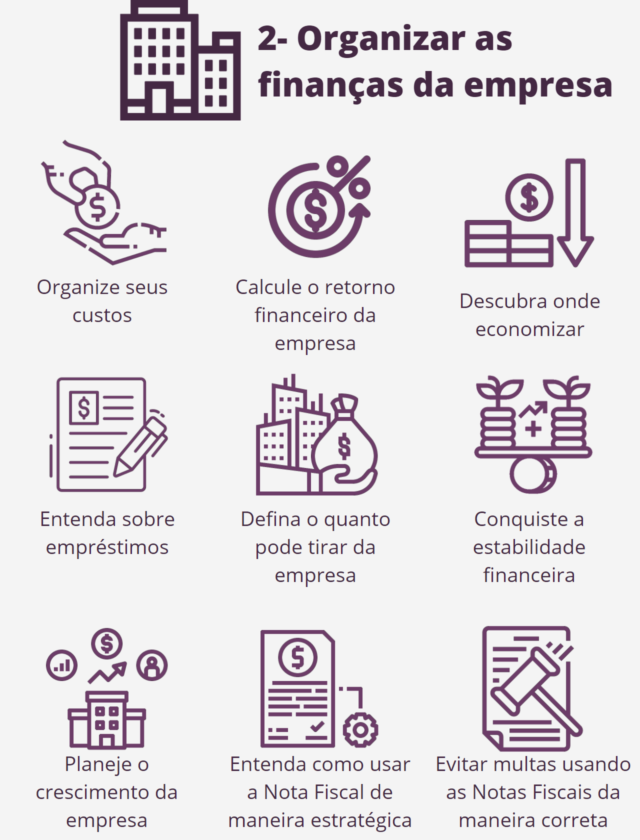 2- Organizar as
finanças da empresa
Organize seus
custos
Calcule o retorno
financeiro da
empresa
Descubra onde
economizar
Entenda sobre
empréstimos
Defina o quanto
pode tirar da
empresa
Conquiste a
estabilidade
financeira
Planeje o
crescimento da
empresa
Entenda como usar
a Nota Fiscal de
maneira estratégica
Evitar multas usando
as Notas Fiscais da
maneira correta